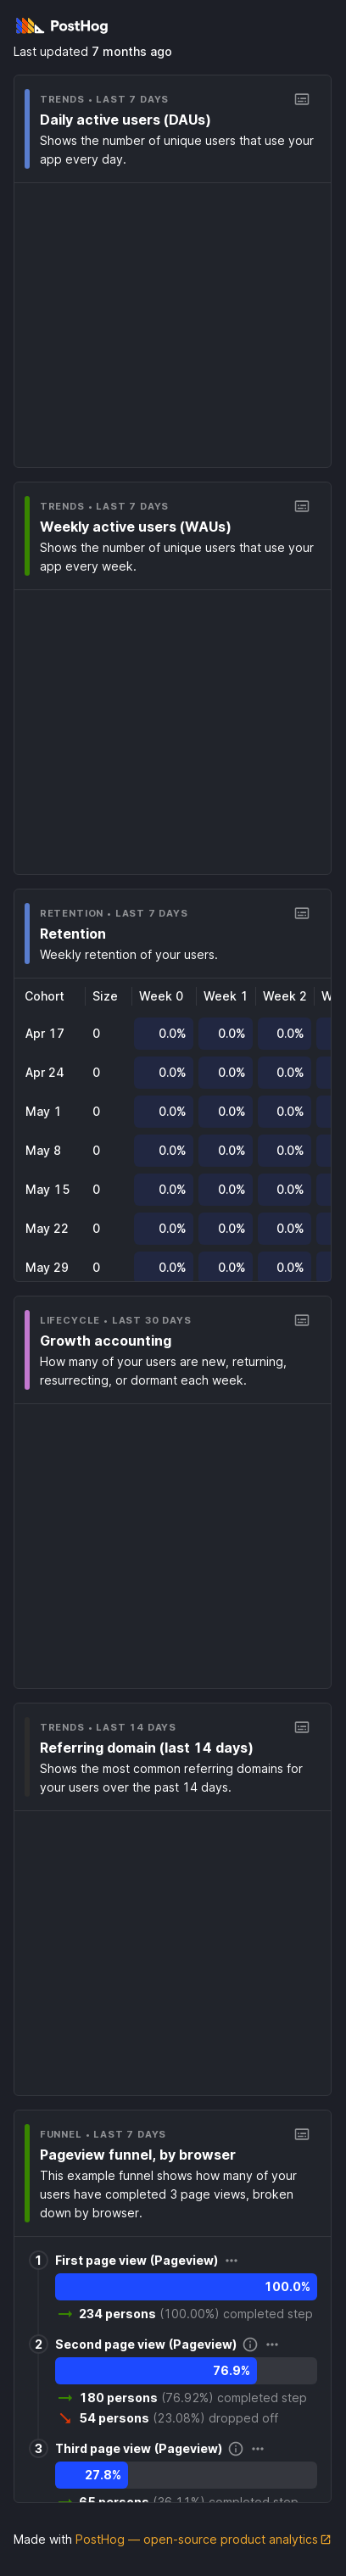 PostHog
Last updated 7 months ago
TRENDS • LAST 7 DAYS
Daily active users (DAUs)
Shows the number of unique users that use your
app every day.
TRENDS • LAST 7 DAYS
Weekly active users (WAUs)
Shows the number of unique users that use your
app every week.
RETENTION • LAST 7 DAYS
Retention
Weekly retention of your users.
Cohort Size Week 0 Week 1 Week 2 W
Apr 17 0 0.0% 0.0% 0.0%
Apr 24 0 0.0% 0.0% 0.0%
May 1 0 0.0% 0.0% 0.0%
May 8 0 0.0% 0.0% 0.0%
May 15 0 0.0% 0.0% 0.0%
May 22 0 0.0% 0.0% 0.0%
May 29 0 0.0% 0.0% 0.0%
LIFECYCLE • LAST 30 DAYS
Growth accounting
How many of your users are new, returning,
resurrecting, or dormant each week.
TRENDS • LAST 14 DAYS
Referring domain (last 14 days)
Shows the most common referring domains for
your users over the past 14 days.
FUNNEL • LAST 7 DAYS
Pageview funnel, by browser
This example funnel shows how many of your
users have completed 3 page views, broken
down by browser.
1 First page view (Pageview)
100.0%
234 persons (100.00%) completed step
2 Second page view (Pageview)
76.9%
180 persons (76.92%) completed step
54 persons (23.08%) dropped off
3 Third page view (Pageview)
27.8%
65 persons (36.11%) completed step
Made with PostHog — open-source product analytics